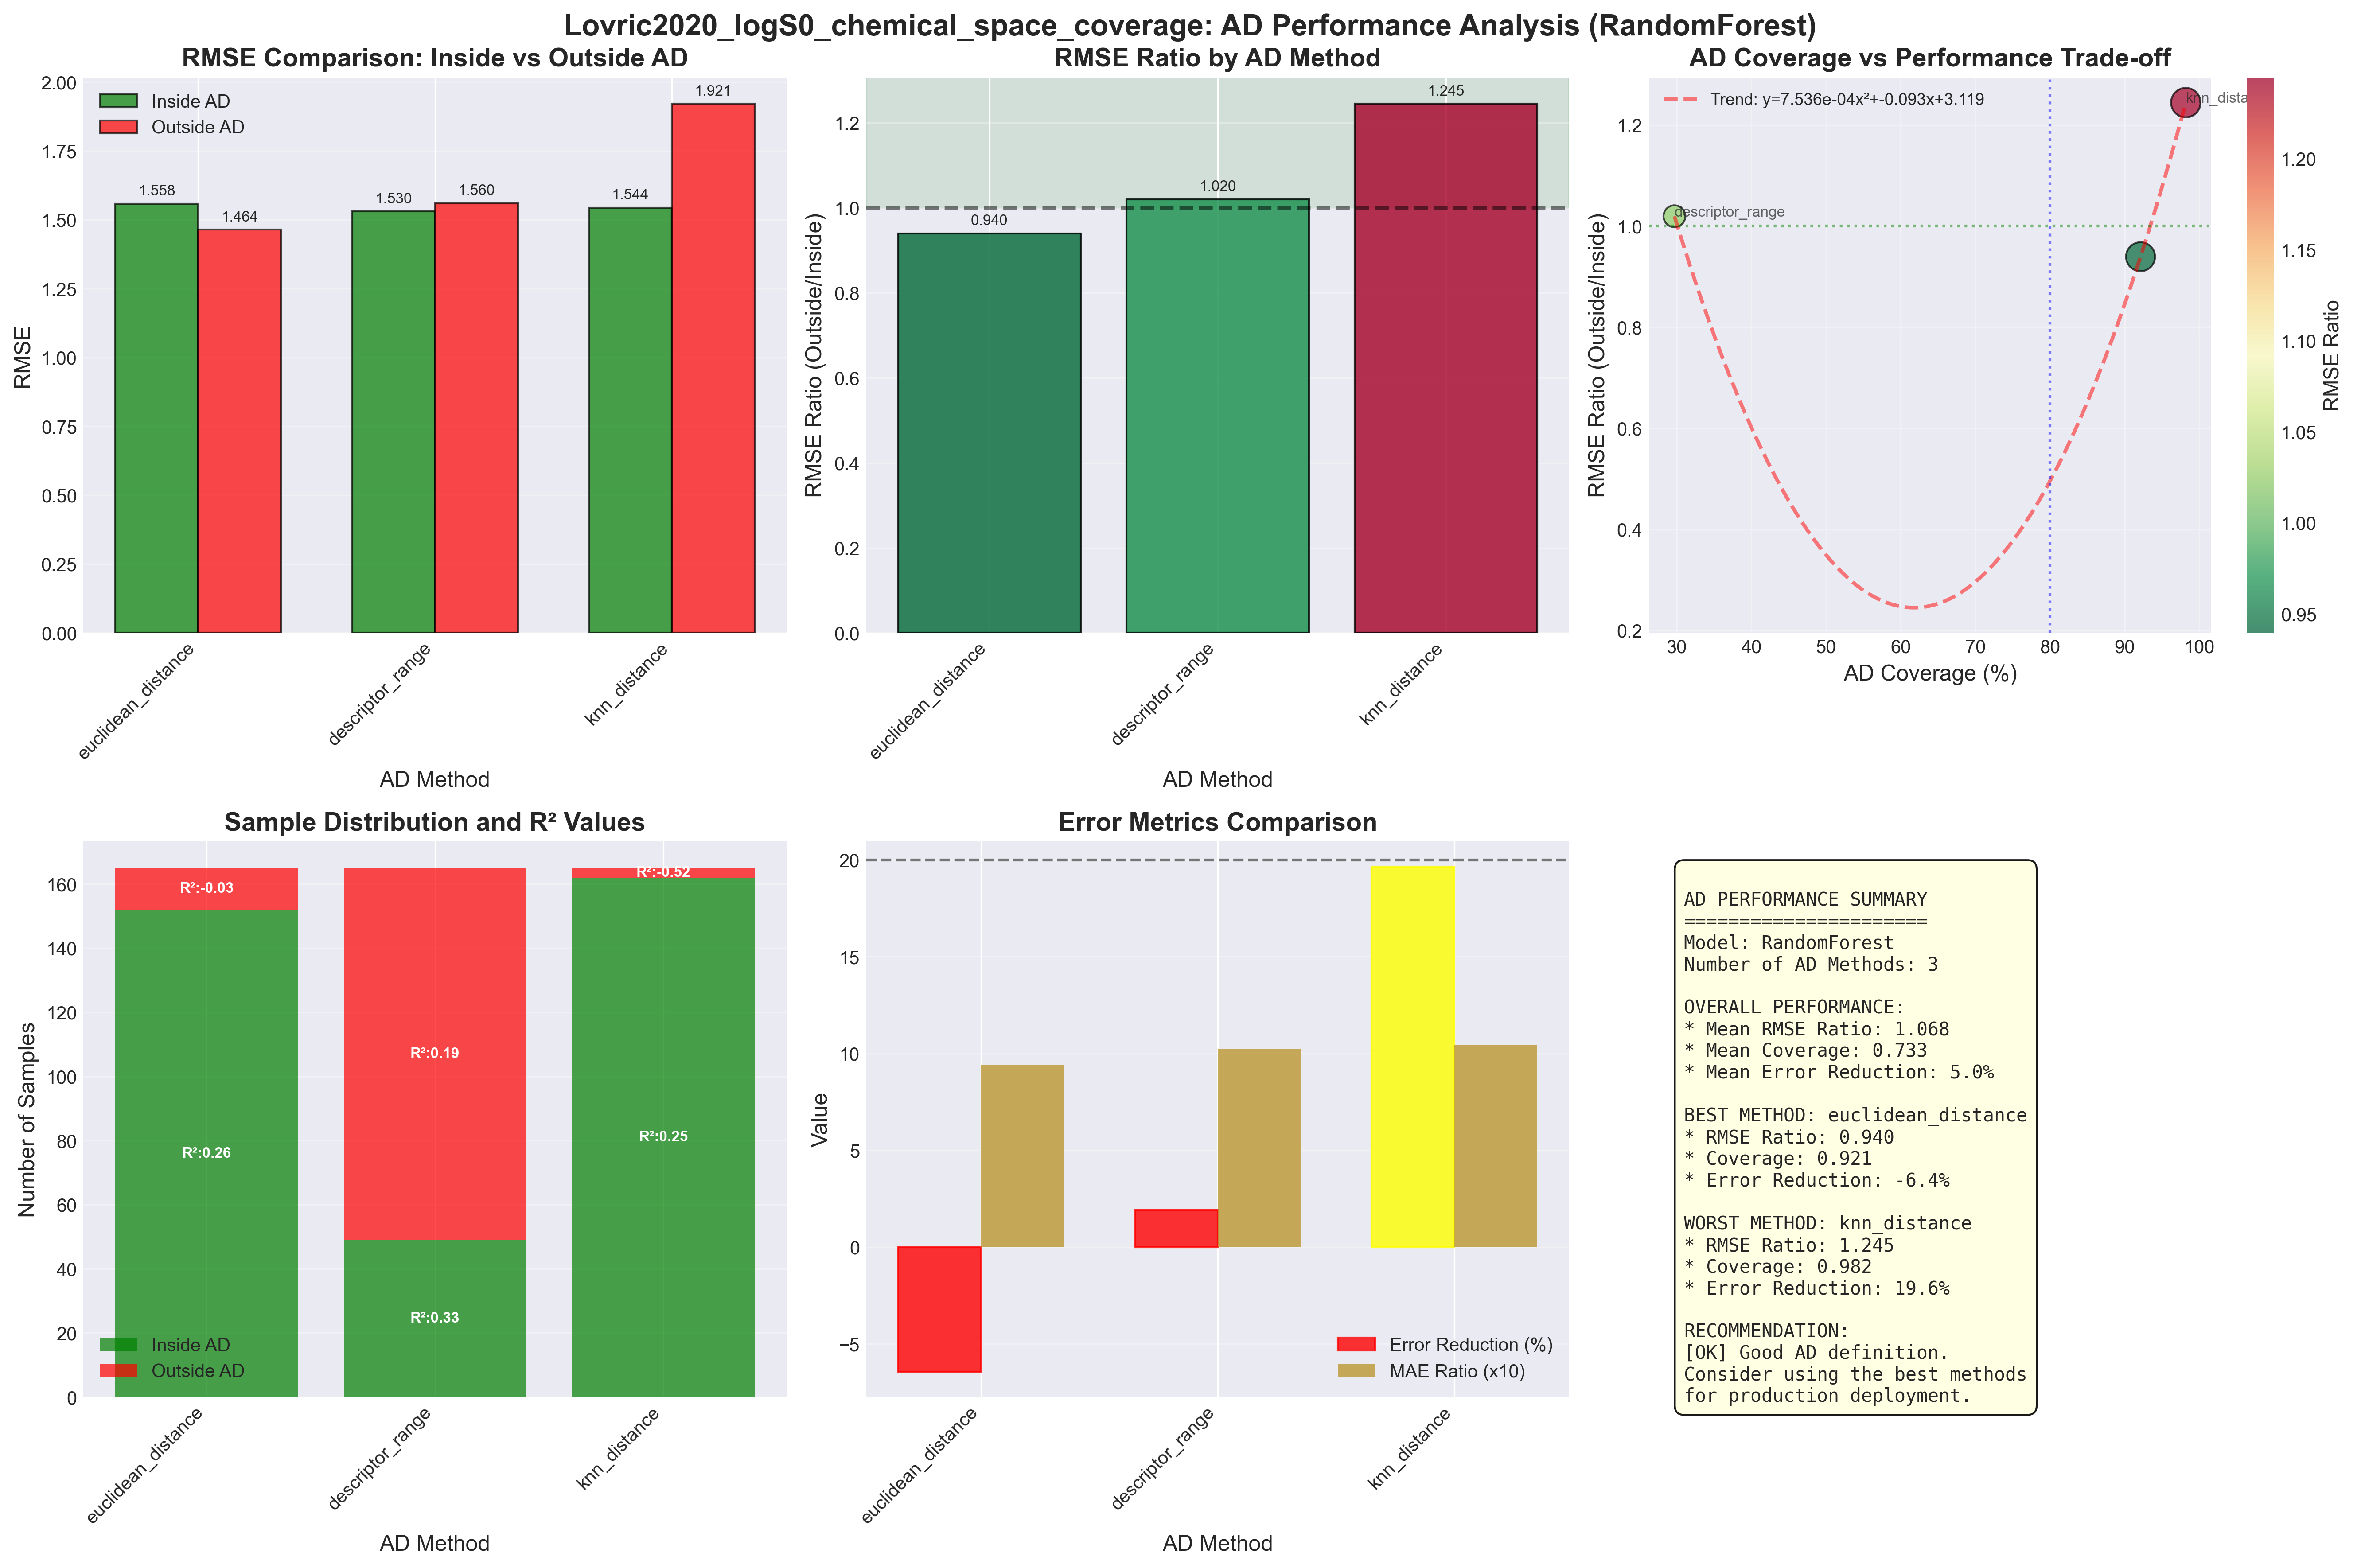 Lovric2020_logS0_chemical_space_coverage: AD Performance Analysis (RandomForest)
RMSE Comparison: Inside vs Outside AD
Inside AD
Outside AD
2.00
1.75
1.50
1.25
1.00
0.75
0.50
0.25
0.00
RMSE
1.558
1.464
1.530
1.560
1.544
1.921
euclidean_distance
descriptor_range
knn_distance
AD Method
RMSE Ratio by AD Method
1.2
1.0
0.8
0.6
0.4
0.2
0.0
RMSE Ratio (Outside/Inside)
0.940
1.020
1.245
euclidean_distance
descriptor_range
knn_distance
AD Method
AD Coverage vs Performance Trade-off
Trend: y=7.536e-04x²+-0.093x+3.119
knn_dista
descriptor_range
1.2
1.0
0.8
0.6
0.4
0.2
RMSE Ratio (Outside/Inside)
30 40 50 60 70 80 90 100
AD Coverage (%)
1.20
1.15
1.10
1.05
1.00
0.95
RMSE Ratio
Sample Distribution and R² Values
160
140
120
100
80
60
40
20
0
Number of Samples
R²:-0.03
R²:0.26
R²:0.19
R²:0.33
R²:-0.52
R²:0.25
Inside AD
Outside AD
euclidean_distance
descriptor_range
knn_distance
AD Method
Error Metrics Comparison
20
15
10
5
0
−5
Value
Error Reduction (%)
MAE Ratio (x10)
euclidean_distance
descriptor_range
knn_distance
AD Method
AD PERFORMANCE SUMMARY
======================
Model: RandomForest
Number of AD Methods: 3
OVERALL PERFORMANCE:
* Mean RMSE Ratio: 1.068
* Mean Coverage: 0.733
* Mean Error Reduction: 5.0%
BEST METHOD: euclidean_distance
* RMSE Ratio: 0.940
* Coverage: 0.921
* Error Reduction: -6.4%
WORST METHOD: knn_distance
* RMSE Ratio: 1.245
* Coverage: 0.982
* Error Reduction: 19.6%
RECOMMENDATION:
[OK] Good AD definition.
Consider using the best methods
for production deployment.